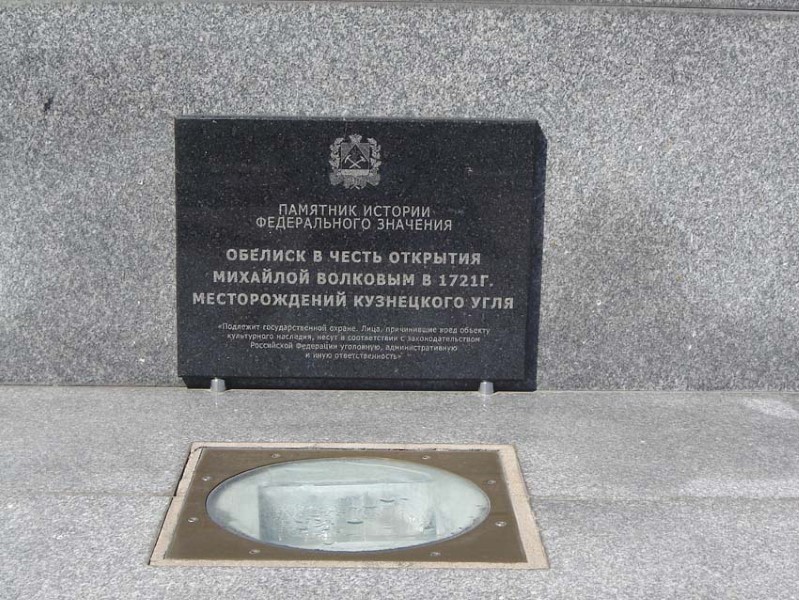 ПАМЯТНИК ИСТОРИИ
ФЕДЕРАЛЬНОГО ЗНАЧЕНИЯ
ОБЕЛИСК В ЧЕСТЬ ОТКРЫТИЯ
МИХАЙЛОЙ ВОЛКОВЫМ В 1721Г.
МЕСТОРОЖДЕНИЙ КУЗНЕЦКОГО УГЛЯ
«Подлежит государственной охране. Лица, причинившие вред объекту
культурного наследия, несут в соответствии с законодательством
Российской Федерации уголовную, административную
и иную ответственность»